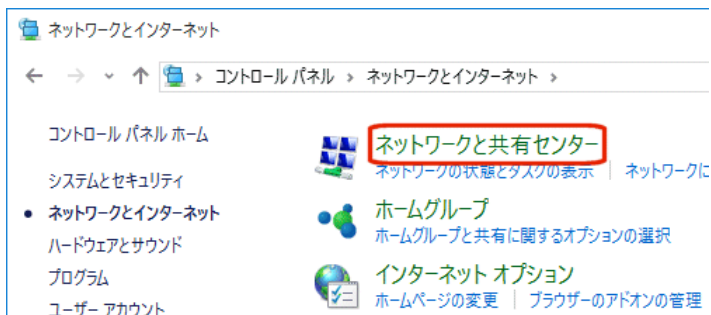 ネットワークとインターネット
コントロール パネル › ネットワークとインターネット ›
コントロール パネル ホーム
システムとセキュリティ
ネットワークとインターネット
ハードウェアとサウンド
プログラム
ユーザー アカウント
ネットワークと共有センター
ネットワークの状態とタスクの表示 | ネットワークに
ホームグループ
ホームグループと共有に関するオプションの選択
インターネット オプション
ホームページの変更 | ブラウザーのアドオンの管理